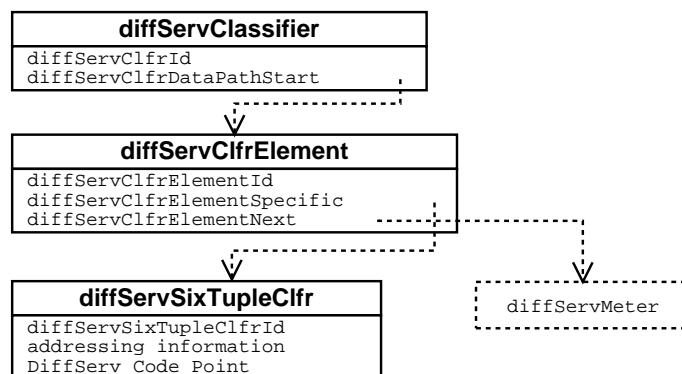 diffServClassifier
diffServClfrId
diffServClfrDataPathStart
diffServClfrElement
diffServClfrElementId
diffServClfrElementSpecific
diffServClfrElementNext
diffServSixTupleClfr
diffServSixTupleClfrId
addressing information
DiffServ Code Point
diffServMeter